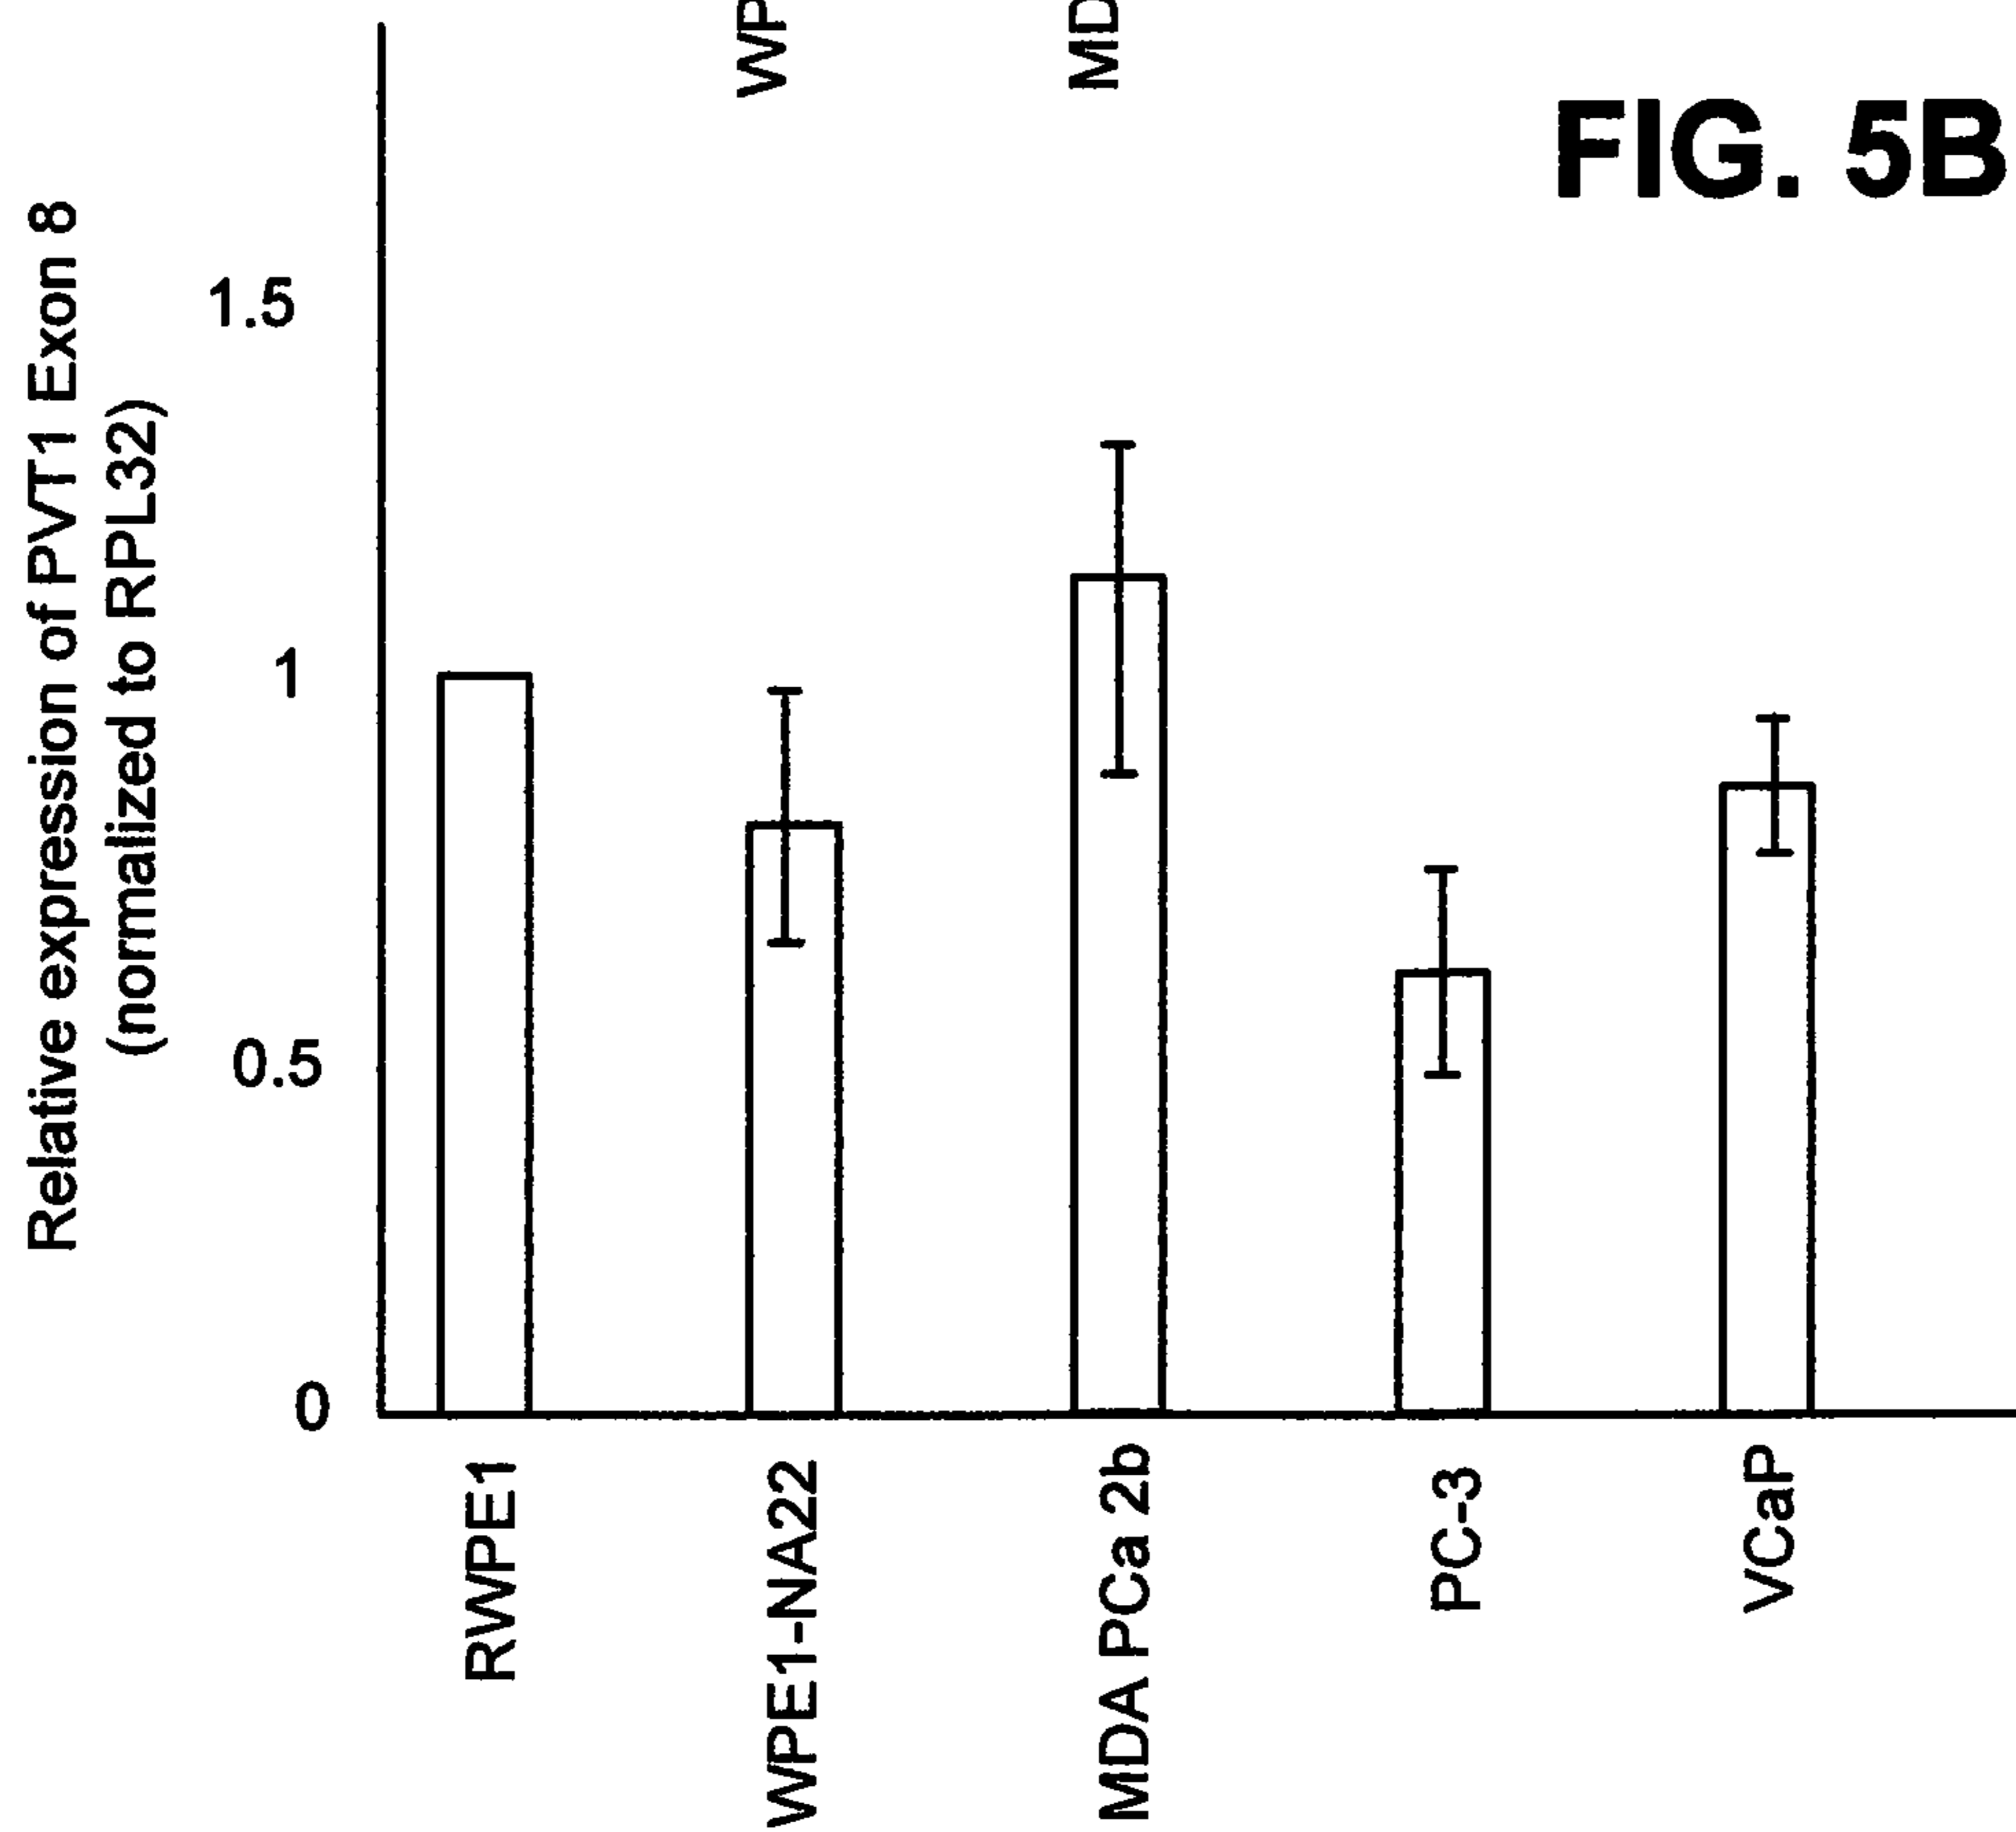 WP
MD
FIG. 5B
Relative expression of PVT1 Exon 8
(normalized to RPL32)
1.5
1
0.5
0
RWPE1
WPE1-NA22
MDA PCa 2b
PC-3
VCaP